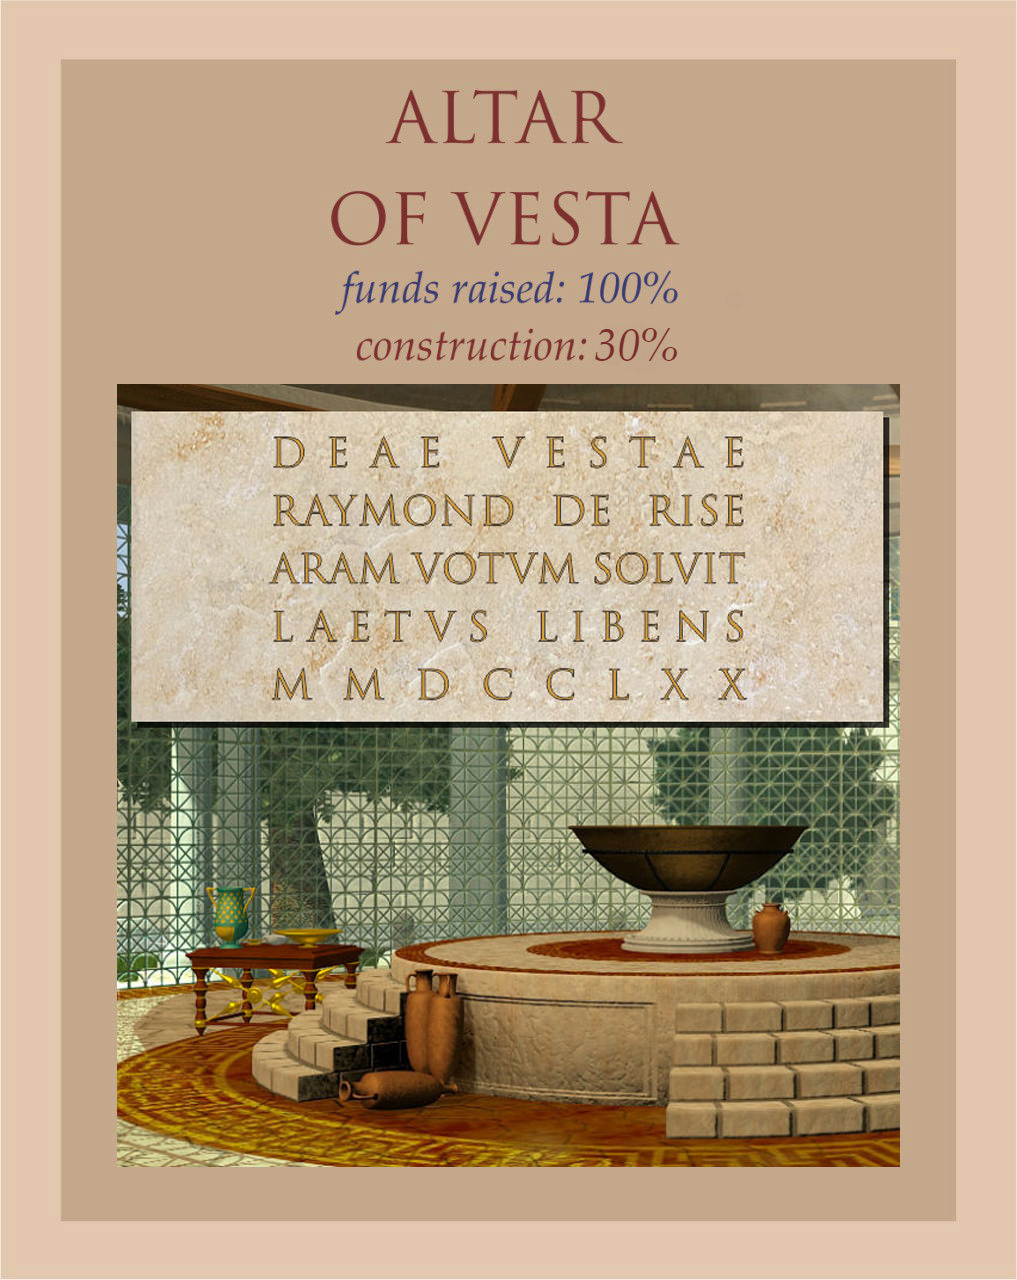 ALTAR
OF VESTA
funds raised: 100%
construction: 30%
DEAE VESTAE
RAYMOND DE RISE
ARAM VOTVM SOLVIT
LAETVS LIBENS
MMDCCLXX